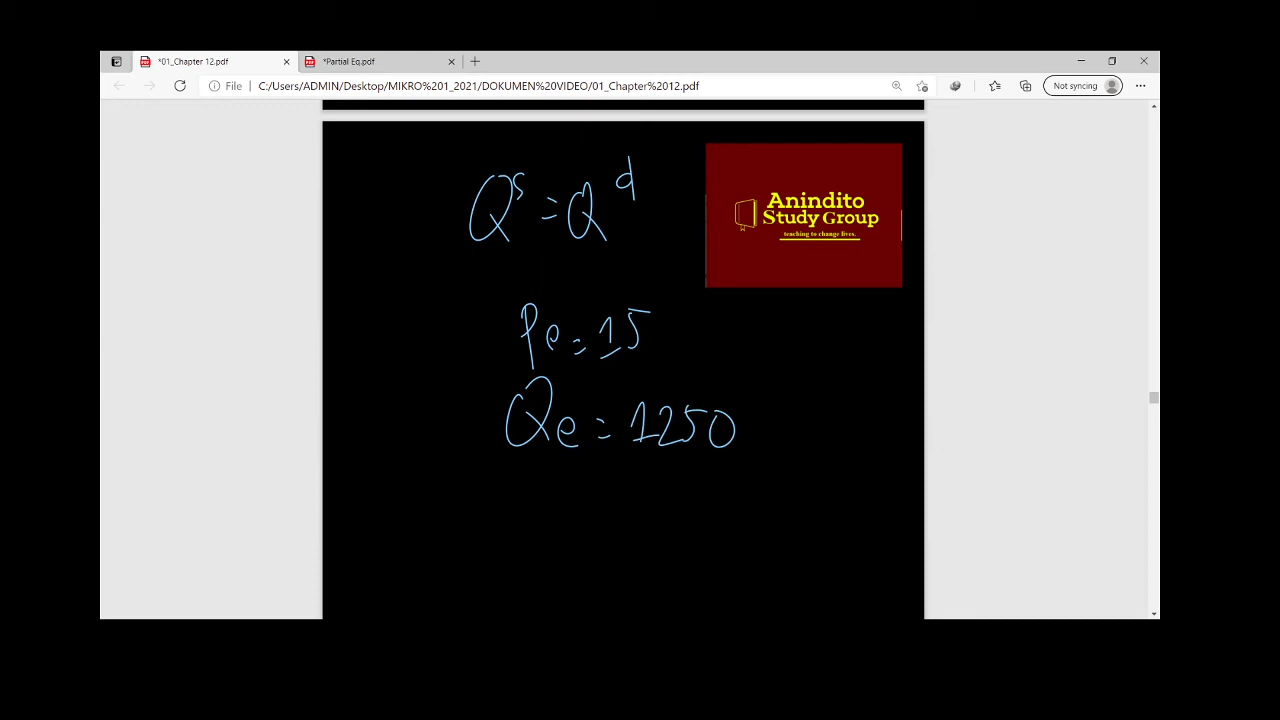 *01_Chapter 12.pdf
*Partial Eq.pdf
File
C:/Users/ADMIN/Desktop/MIKRO%201_2021/DOKUMEN%20VIDEO/01_Chapter%2012.pdf
Not syncing
Q^s = Q^d
Anindito
Study Group
teaching to change lives.
Pe = 15
Qe = 1250